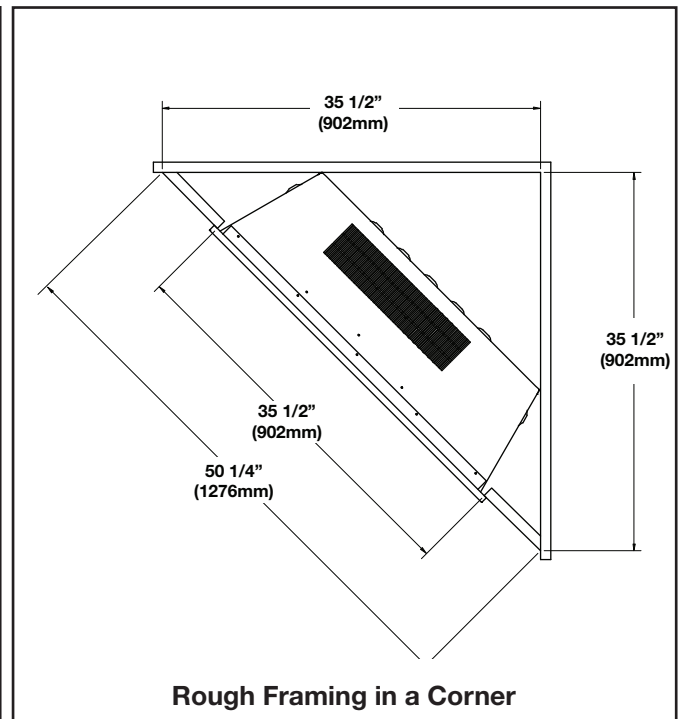 35 1/2”
(902mm)
35 1/2”
(902mm)
35 1/2”
(902mm)
50 1/4”
(1276mm)
Rough Framing in a Corner